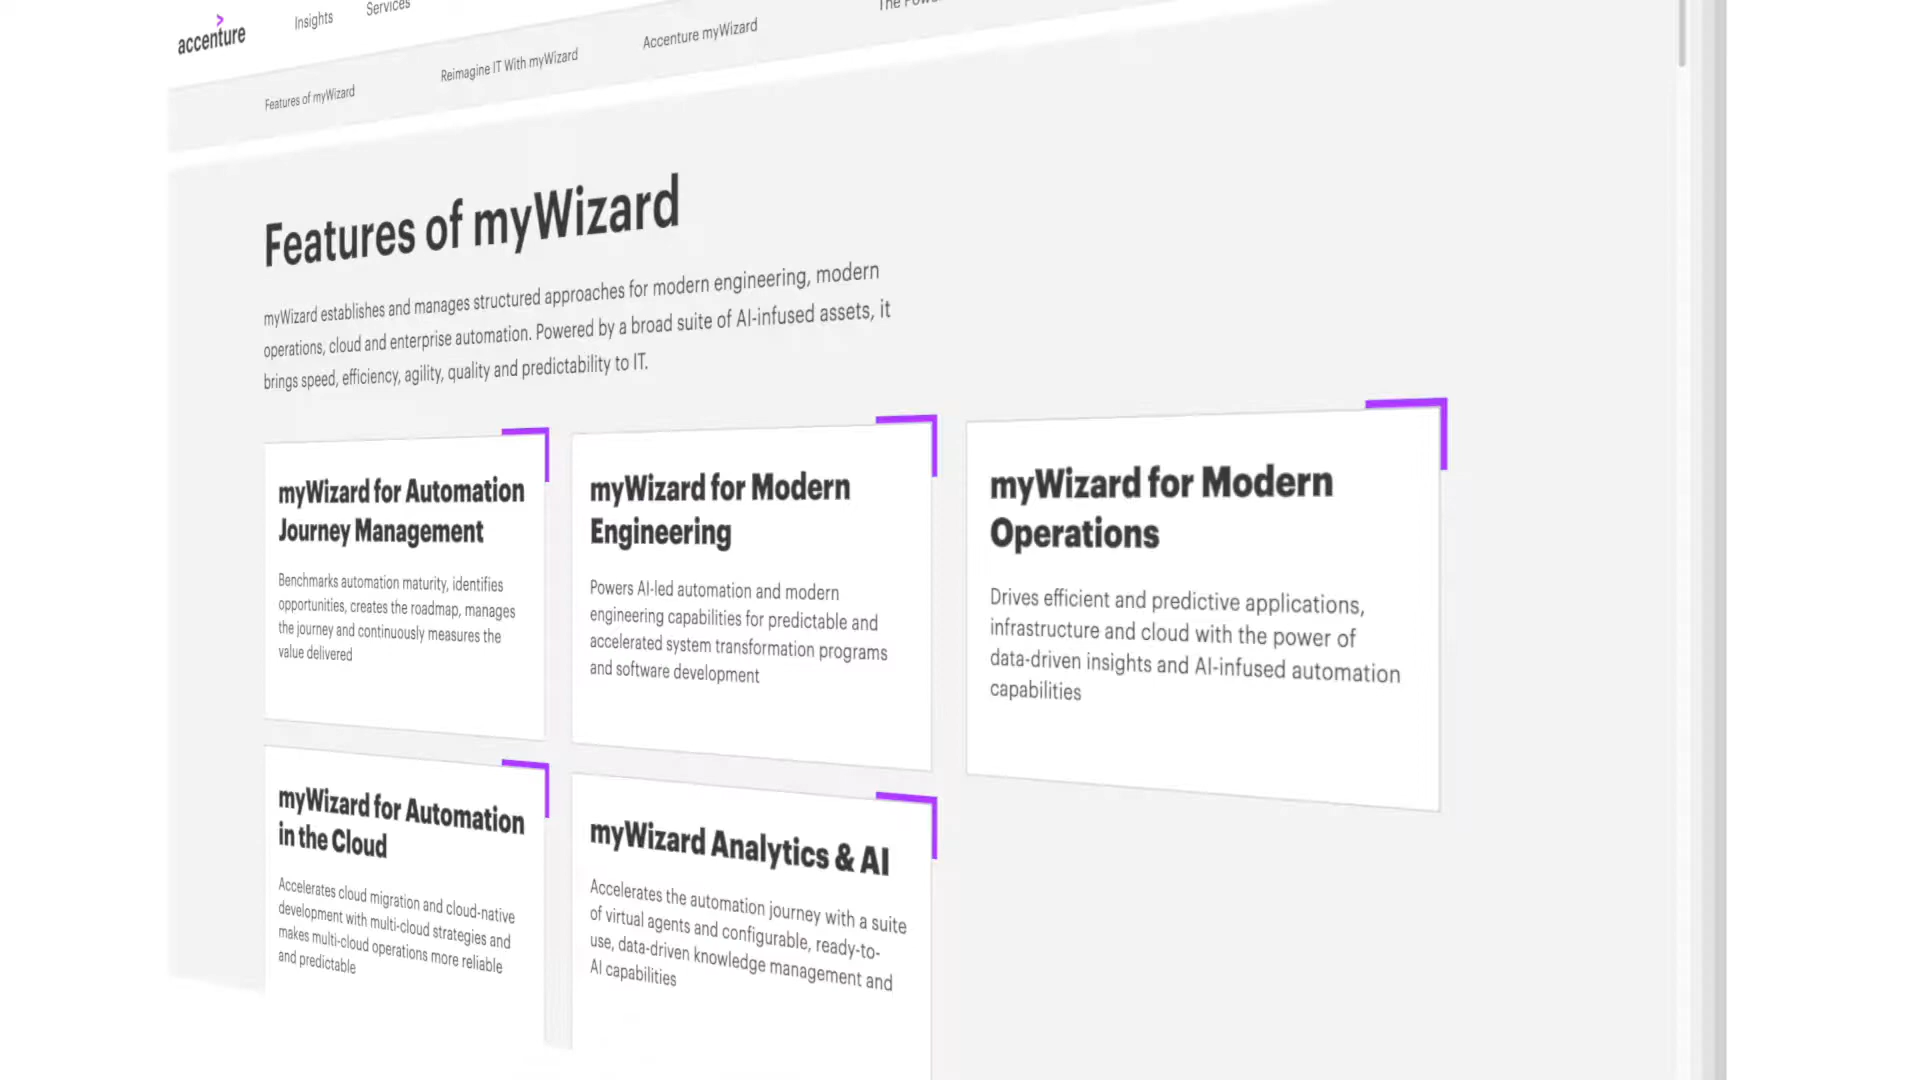 accenture
Insights
Services
Features of myWizard
Reimagine IT With myWizard
Accenture myWizard
The
Features of myWizard
myWizard establishes and manages structured approaches for modern engineering, modern
operations, cloud and enterprise automation. Powered by a broad suite of AI-infused assets, it
brings speed, efficiency, agility, quality and predictability to IT.
myWizard for Automation
Journey Management
Benchmarks automation maturity, identifies
opportunities, creates the roadmap, manages
the journey and continuously measures the
value delivered
myWizard for Modern
Engineering
Powers AI-led automation and modern
engineering capabilities for predictable and
accelerated system transformation programs
and software development
myWizard for Modern
Operations
Drives efficient and predictive applications,
infrastructure and cloud with the power of
data-driven insights and AI-infused automation
capabilities
myWizard for Automation
in the Cloud
Accelerates cloud migration and cloud-native
development with multi-cloud strategies and
makes multi-cloud operations more reliable
and predictable
myWizard Analytics & AI
Accelerates the automation journey with a suite
of virtual agents and configurable, ready-to-
use, data-driven knowledge management and
AI capabilities